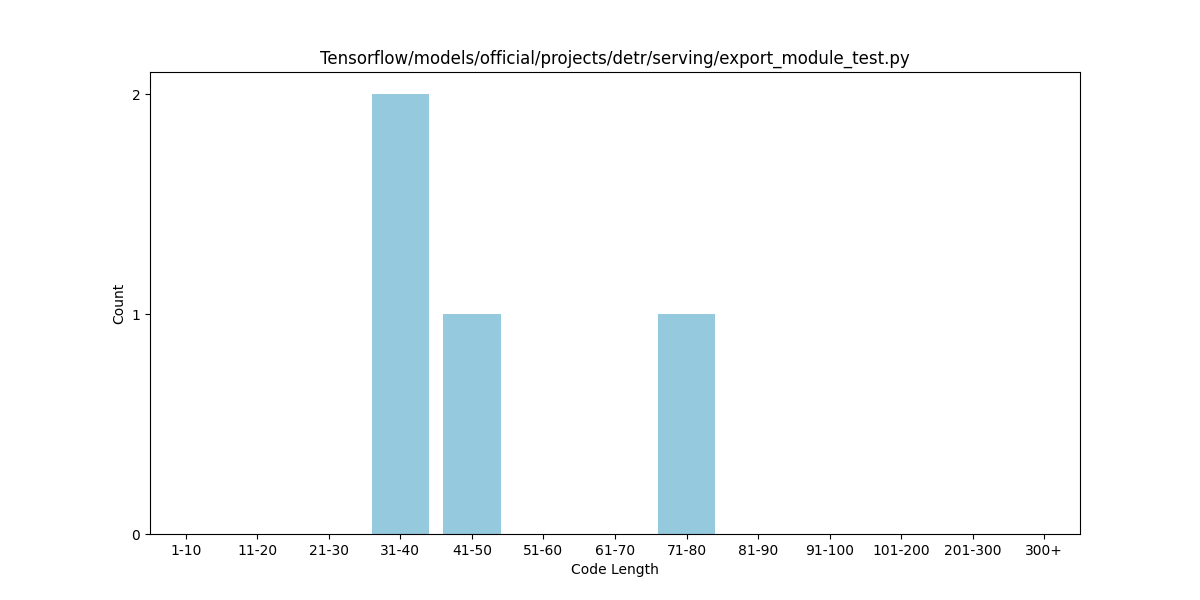 Tensorflow/models/official/projects/detr/serving/export_module_test.py
2
1
0
Count
1-10 11-20 21-30 31-40 41-50 51-60 61-70 71-80 81-90 91-100 101-200 201-300 300+
Code Length